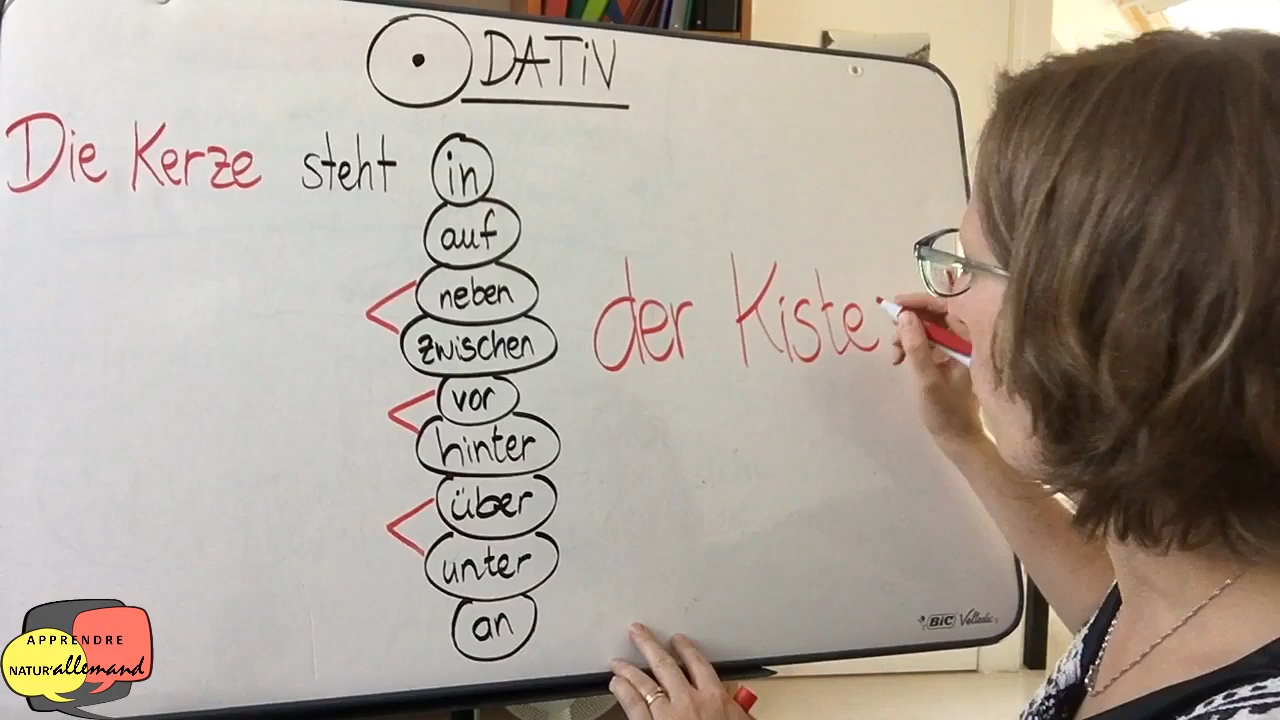 DATiV
Die Kerze steht in
auf
neben
zwischen
der Kiste
vor
hinter
über
unter
an
BiC Velleda
APPRENDRE
NATUR'allemand